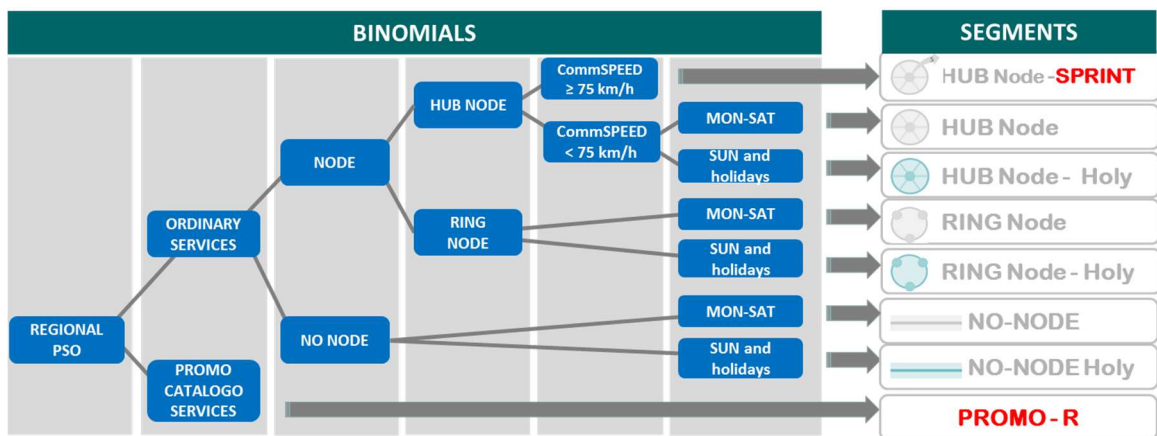 BINOMIALS
SEGMENTS
REGIONAL
PSO
ORDINARY
SERVICES
PROMO
CATALOGO
SERVICES
NODE
NO NODE
HUB NODE
RING
NODE
CommSPEED
≥ 75 km/h
CommSPEED
< 75 km/h
MON-SAT
SUN and
holidays
MON-SAT
SUN and
holidays
MON-SAT
SUN and
holidays
HUB Node-SPRINT
HUB Node
HUB Node - Holy
RING Node
RING Node - Holy
NO-NODE
NO-NODE Holy
PROMO - R